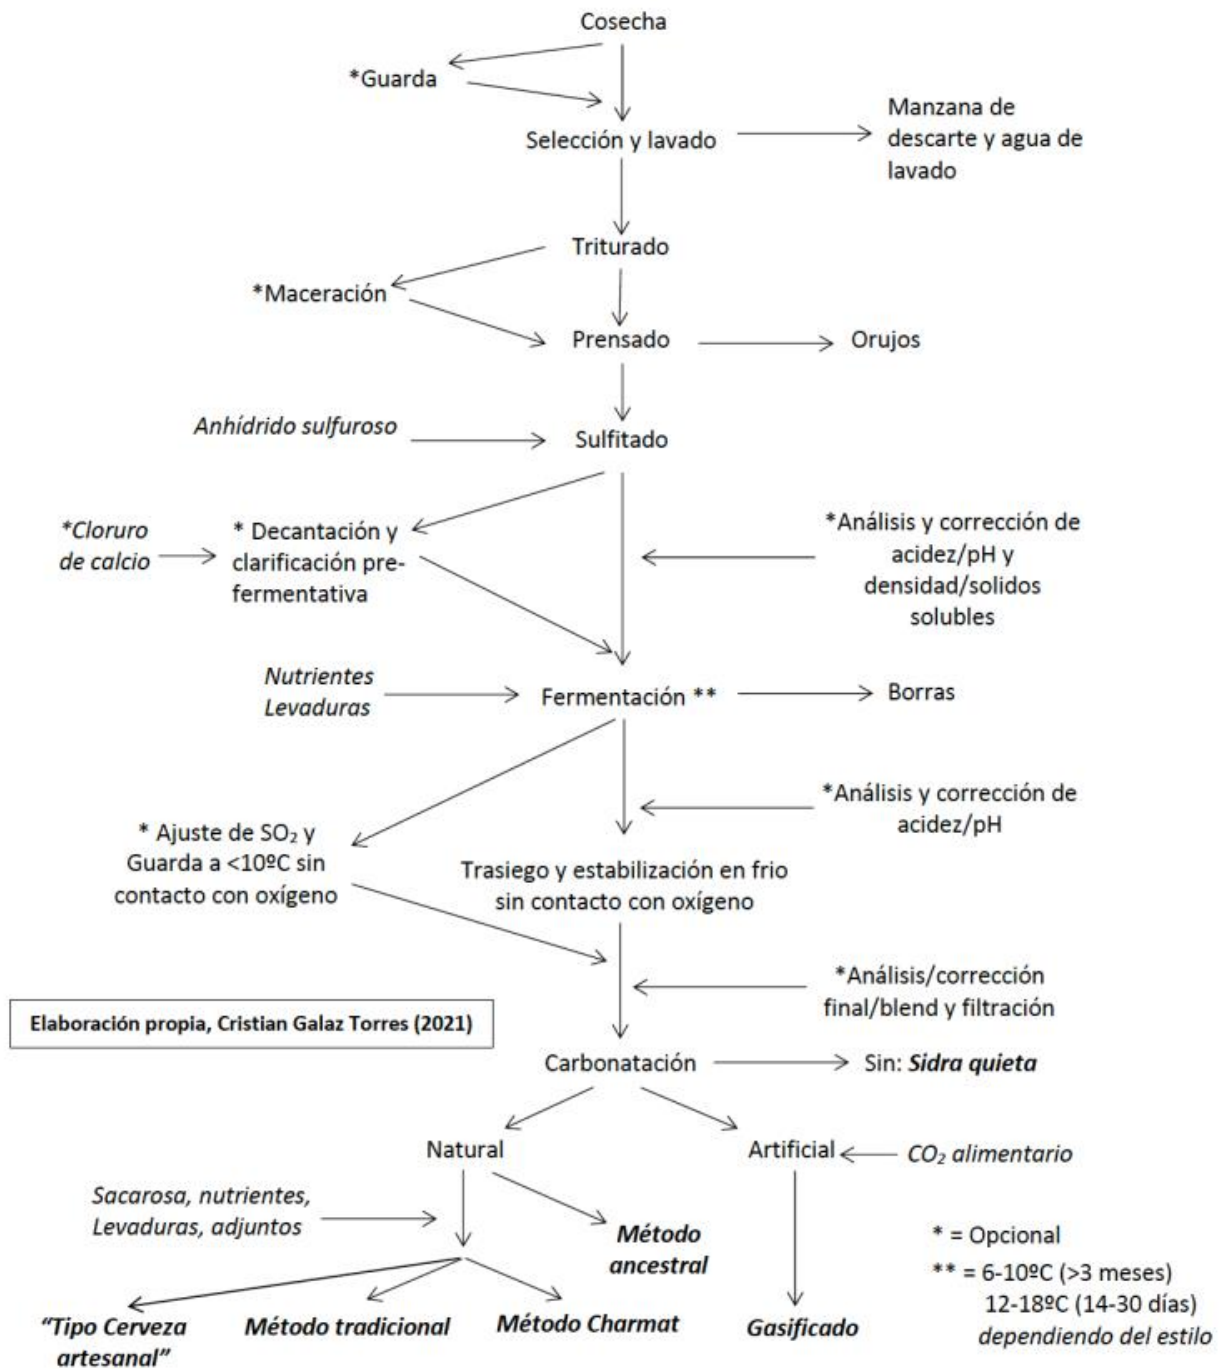 Cosecha
*Guarda
Manzana de
descarte y agua de
lavado
Selección y lavado
Triturado
*Maceración
Prensado
Orujos
Anhídrido sulfuroso
Sulfitado
*Cloruro
de calcio
* Decantación y
clarificación pre-
fermentativa
*Análisis y corrección de
acidez/pH y
densidad/solidos
solubles
Nutrientes
Levaduras
Fermentación **
Borras
*Análisis y corrección de
acidez/pH
* Ajuste de SO₂ y
Guarda a <10ºC sin
contacto con oxígeno
Trasiego y estabilización en frio
sin contacto con oxígeno
*Análisis/corrección
final/blend y filtración
Elaboración propia, Cristian Galaz Torres (2021)
Carbonatación
Sin: Sidra quieta
Natural
Artificial
CO₂ alimentario
Sacarosa, nutrientes,
Levaduras, adjuntos
Método
ancestral
* = Opcional
** = 6-10ºC (>3 meses)
12-18ºC (14-30 días)
dependiendo del estilo
“Tipo Cerveza
artesanal”
Método tradicional
Método Charmat
Gasificado